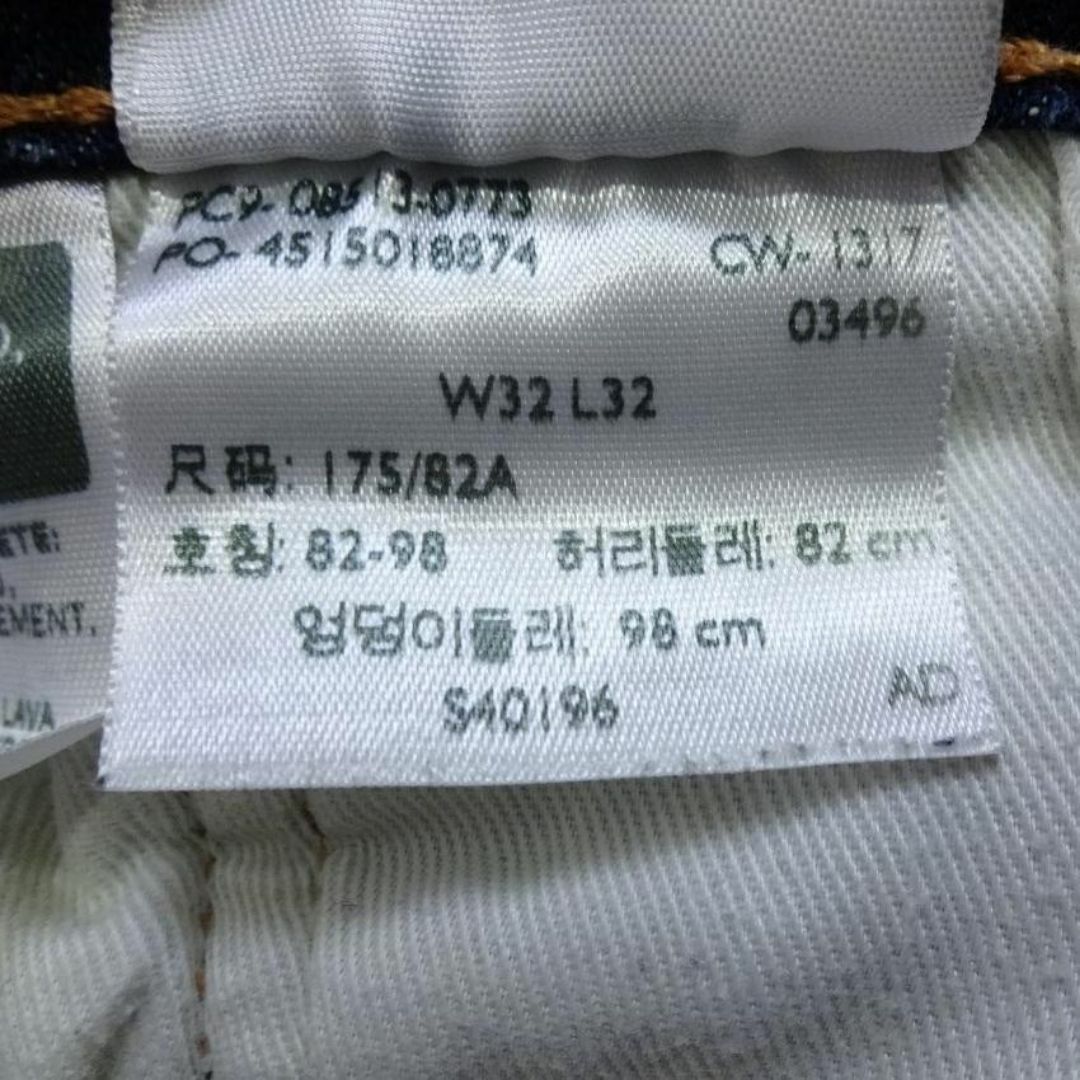 PC9- 08513-0773
PO- 4515018874
CW- 1317
03496
W32 L32
尺码: 175/82A
호칭: 82-98 허리둘레: 82 cm
엉덩이둘레: 98 cm
S40196
AD
LAVA